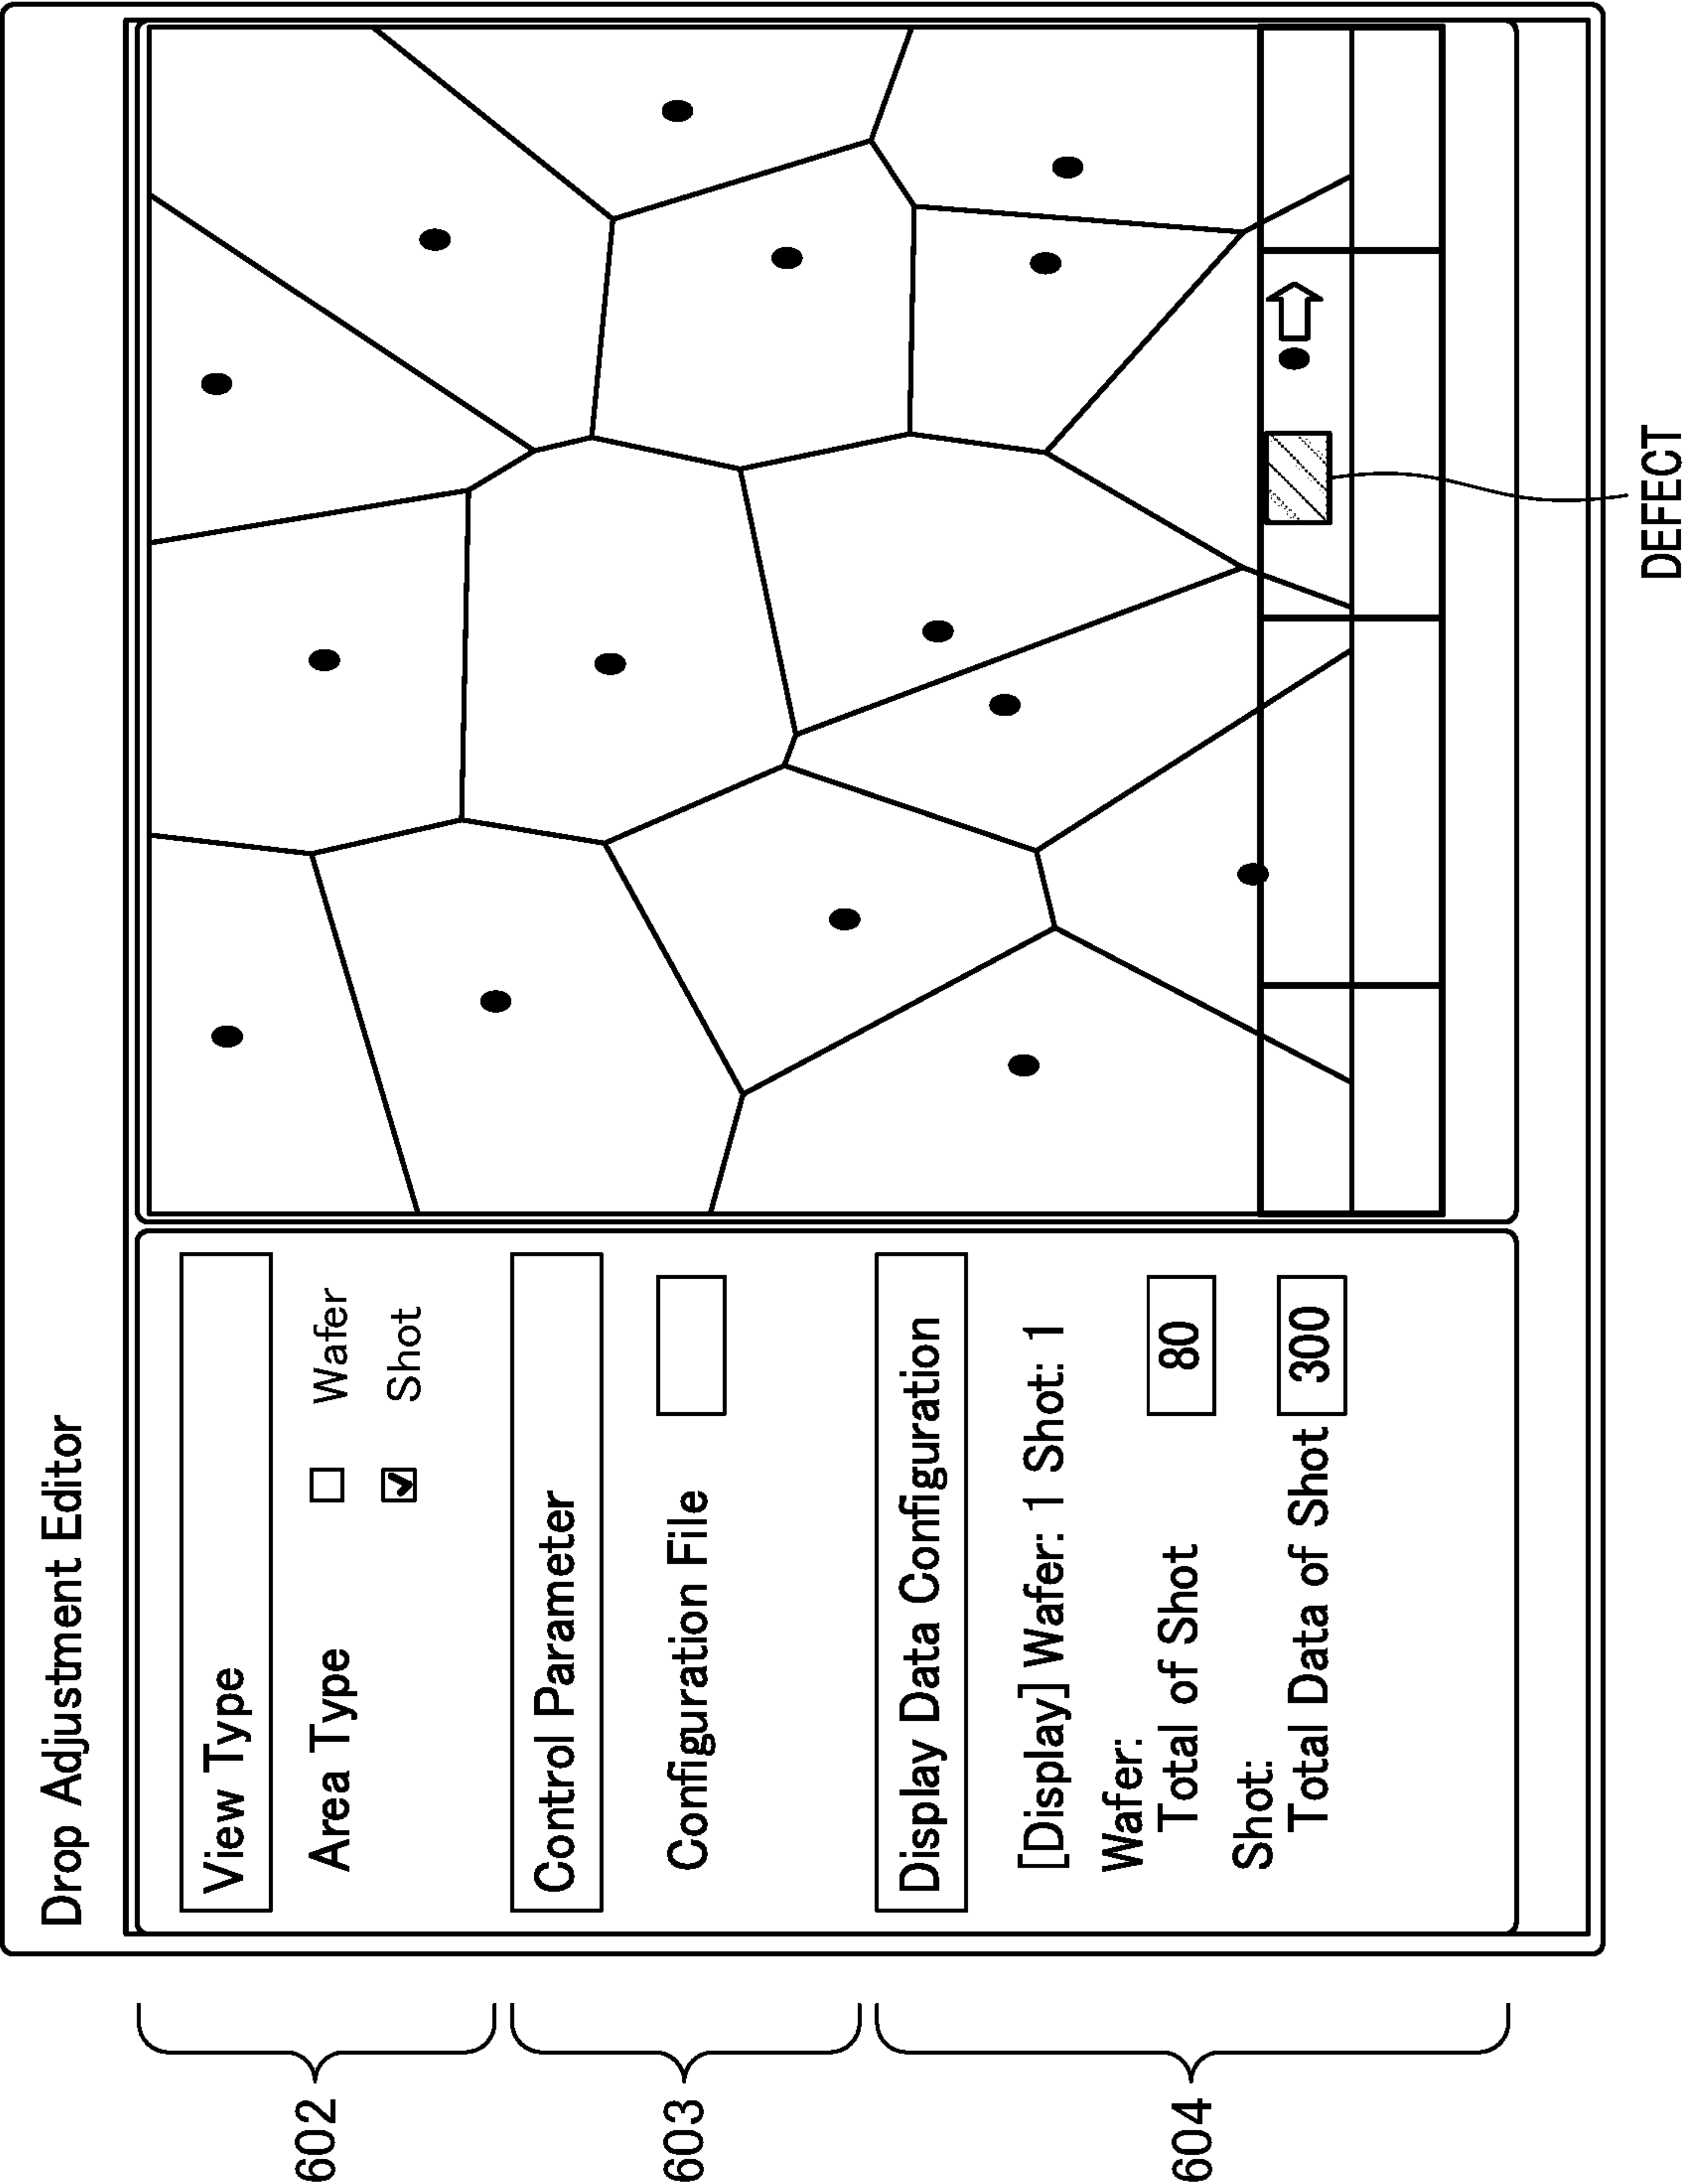 Drop Adjustment Editor
602
View Type
Area Type
Wafer
Shot
603
Control Parameter
Configuration File
604
Display Data Configuration
[Display] Wafer: 1 Shot: 1
Wafer:
Total of Shot 80
Shot:
Total Data of Shot 300
DEFECT